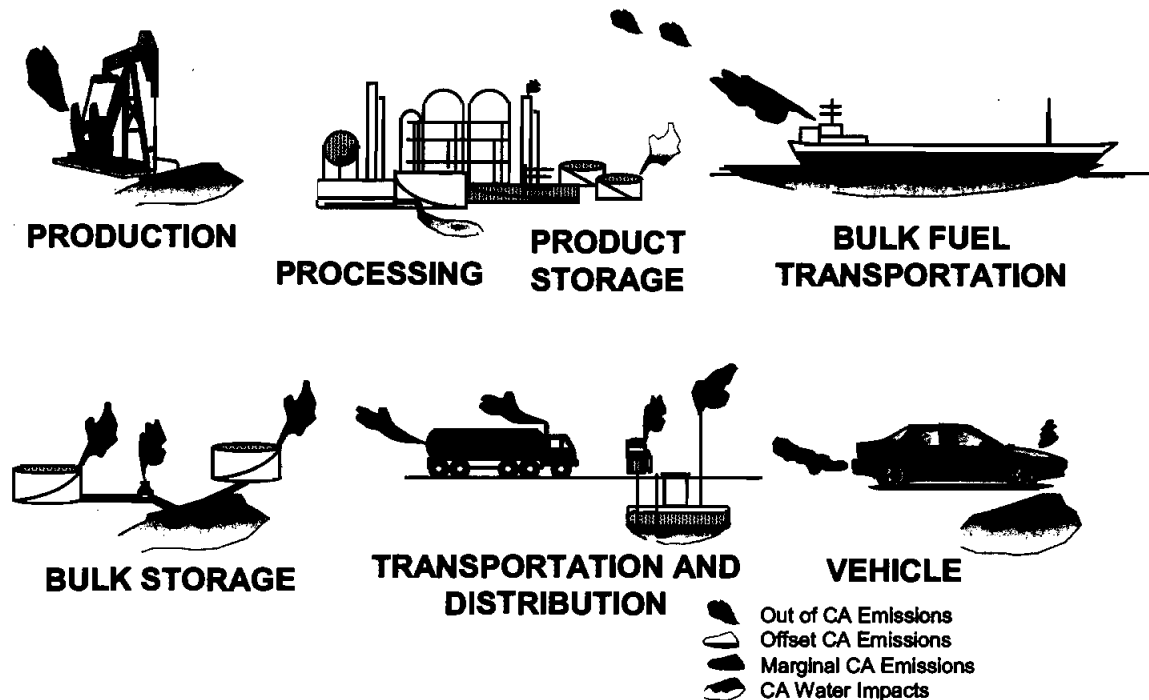 PRODUCTION
PROCESSING
PRODUCT
STORAGE
BULK FUEL
TRANSPORTATION
BULK STORAGE
TRANSPORTATION AND
DISTRIBUTION
VEHICLE
Out of CA Emissions
Offset CA Emissions
Marginal CA Emissions
CA Water Impacts